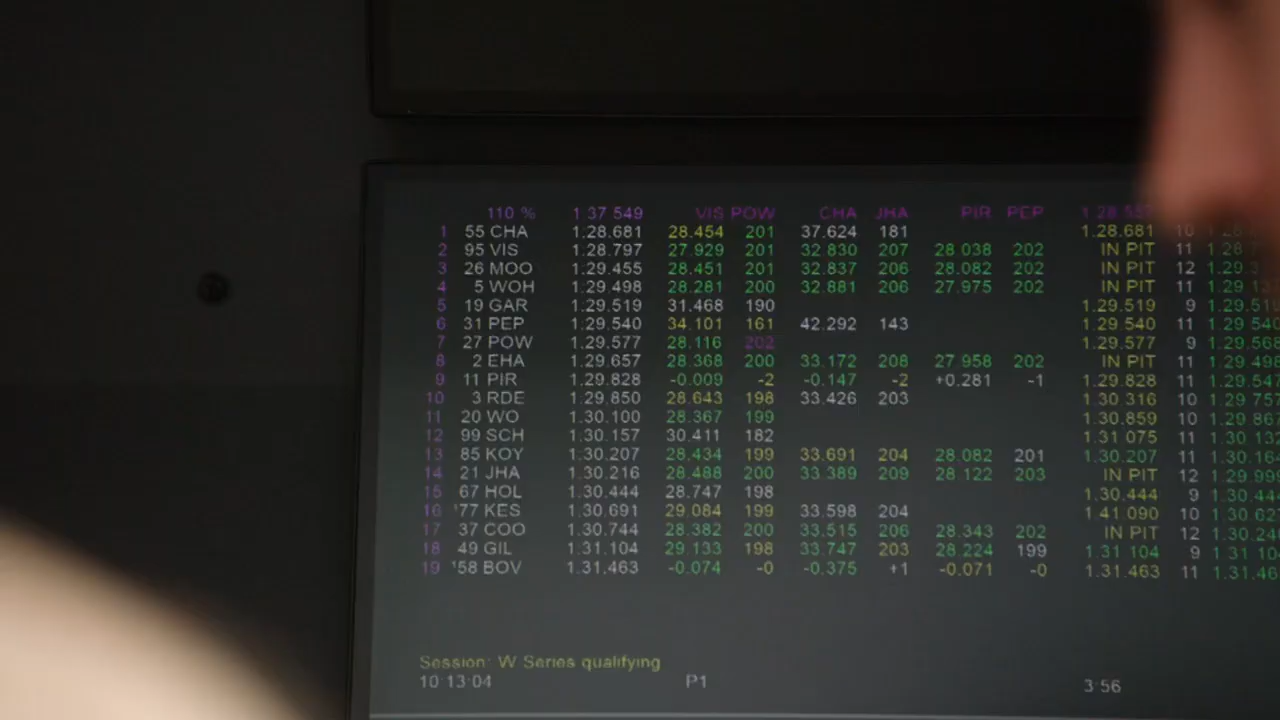 110 % 1 37 549 VIS POW CHA JHA PIR PEP
1 55 CHA 1:28.681 28.454 201 37.624 181 1:28.681 10
2 95 VIS 1:28.797 27.929 201 32.830 207 28 038 202 IN PIT 11
3 26 MOO 1:29.455 28.451 201 32.837 206 28.082 202 IN PIT 12
4 5 WOH 1:29.498 28.281 200 32.881 206 27.975 202 IN PIT 11
5 19 GAR 1:29.519 31.468 190 1:29.519 9
6 31 PEP 1:29.540 34.101 161 42.292 143 1:29 540 11
7 27 POW 1:29.577 28.116 202 1:29.577 9
8 2 EHA 1:29.657 28.368 200 33.172 208 27.958 202 IN PIT 11
9 11 PIR 1:29.828 -0.009 -2 -0.147 -2 +0.281 -1 1:29.828 11
10 3 RDE 1:29.850 28.643 198 33.426 203 1:30 316 10
11 20 WO 1:30.100 28.367 199 1:30.859 10
12 99 SCH 1:30.157 30.411 182 1:31 075 11
13 85 KOY 1:30.207 28.434 199 33.691 204 28.082 201 1:30.207 11
14 21 JHA 1:30.216 28.488 200 33 389 209 28.122 203 IN PIT 12
15 67 HOL 1:30.444 28.747 198 1:30.444 9
16 '77 KES 1:30.691 29.084 199 33.598 204 1:41 090 10
17 37 COO 1:30.744 28.382 200 33,515 206 28.343 202 IN PIT 12
18 49 GIL 1:31.104 29.133 198 33.747 203 28.224 199 1:31 104 9
19 '58 BOV 1:31,463 -0.074 -0 -0.375 +1 -0.071 -0 1:31.463 11
Session: W Series qualifying
10:13:04 P1 3:56